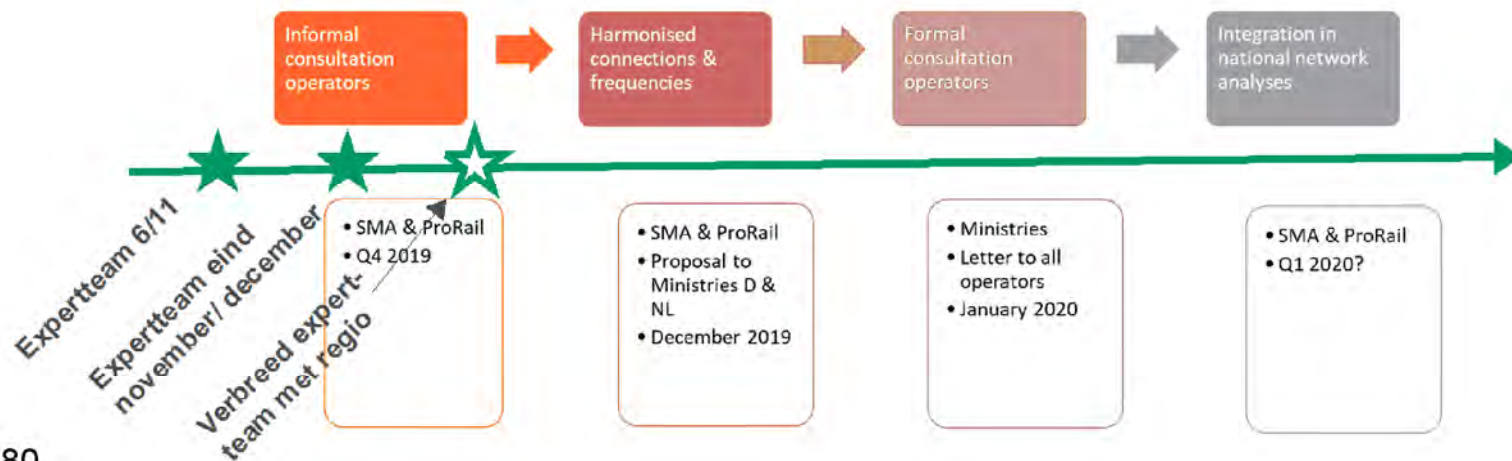 Informal
consultation
operators
Harmonised
connections &
frequencies
Formal
consultation
operators
Integration in
national network
analyses
Expertteam 6/11
Expertteam eind
november/ december
Verbreed expert-
team met regio
• SMA & ProRail
• Q4 2019
• SMA & ProRail
• Proposal to
Ministries D &
NL
• December 2019
• Ministries
• Letter to all
operators
• January 2020
• SMA & ProRail
• Q1 2020?